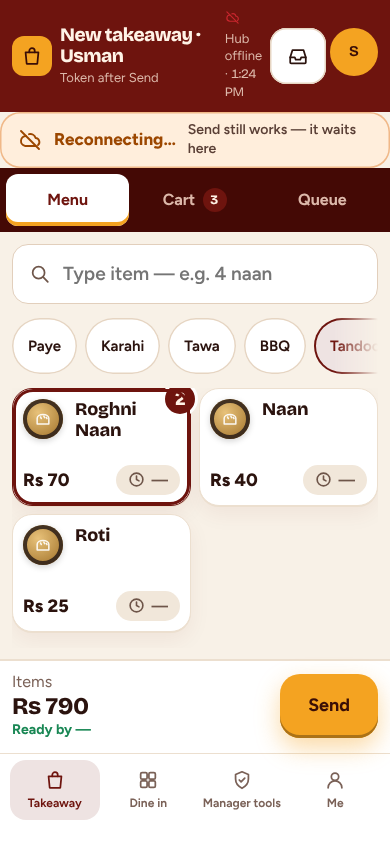 New takeaway ·
Usman
Token after Send
Hub
offline
· 1:24
PM
S
Reconnecting...
Send still works — it waits
here
Menu
Cart 3
Queue
Type item — e.g. 4 naan
Paye
Karahi
Tawa
BBQ
Tandoo
Roghni
Naan
2
Rs 70
—
Naan
Rs 40
—
Roti
Rs 25
—
Items
Rs 790
Ready by —
Send
Takeaway
Dine in
Manager tools
Me